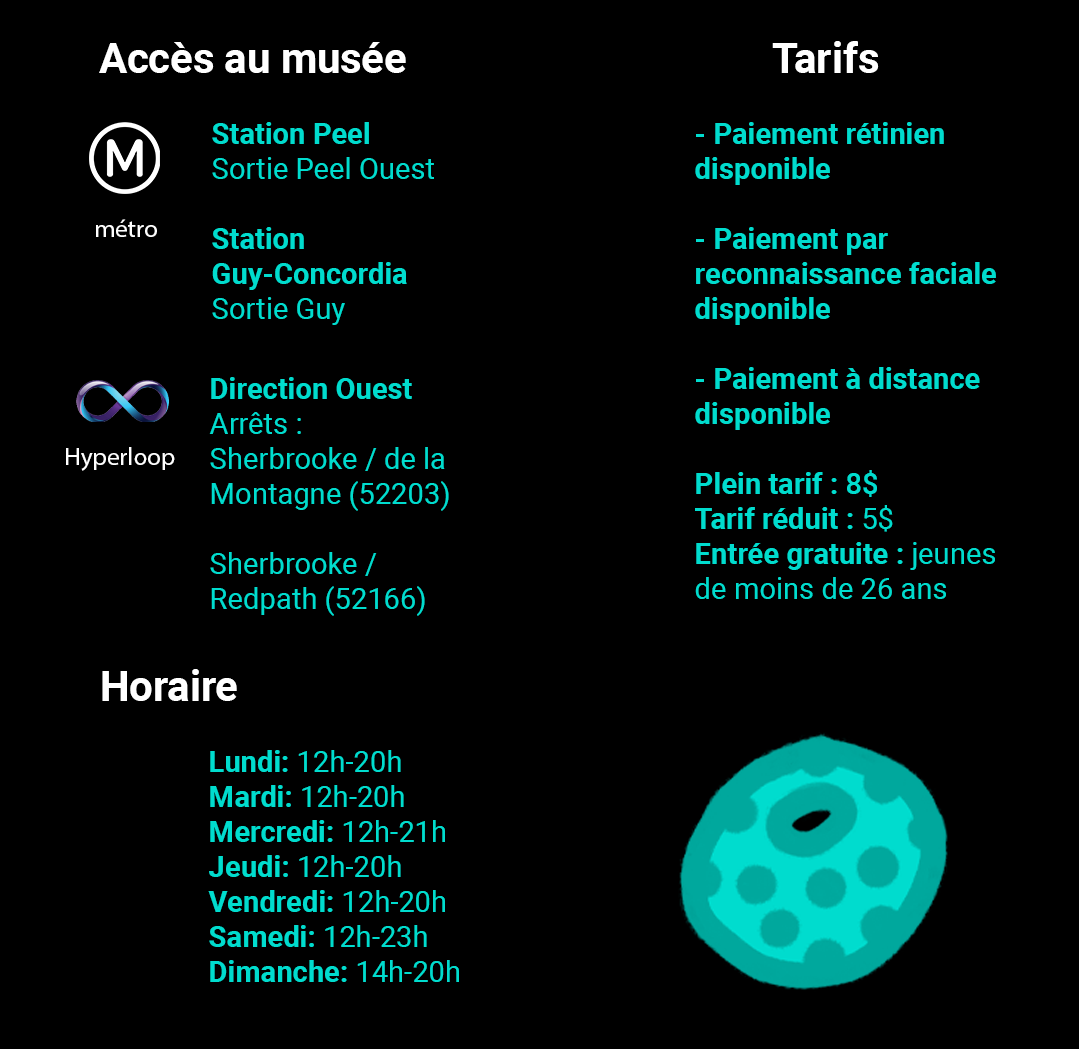 Accès au musée
M
métro
Station Peel
Sortie Peel Ouest
Station
Guy-Concordia
Sortie Guy
Hyperloop
Direction Ouest
Arrêts :
Sherbrooke / de la
Montagne (52203)
Sherbrooke /
Redpath (52166)
Tarifs
- Paiement rétinien
disponible
- Paiement par
reconnaissance faciale
disponible
- Paiement à distance
disponible
Plein tarif : 8$
Tarif réduit : 5$
Entrée gratuite : jeunes
de moins de 26 ans
Horaire
Lundi: 12h-20h
Mardi: 12h-20h
Mercredi: 12h-21h
Jeudi: 12h-20h
Vendredi: 12h-20h
Samedi: 12h-23h
Dimanche: 14h-20h